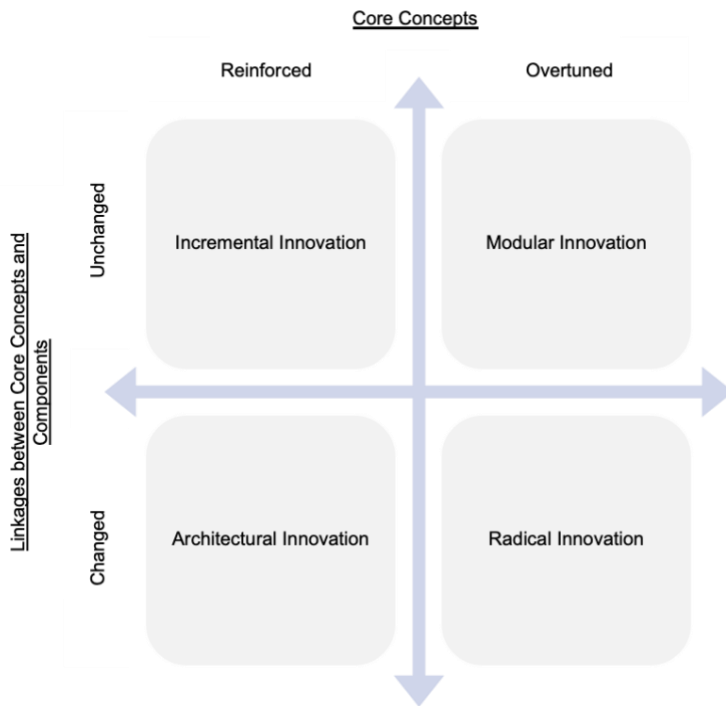 Core Concepts
Reinforced
Overtuned
Linkages between Core Concepts and
Components
Unchanged
Incremental Innovation
Modular Innovation
Changed
Architectural Innovation
Radical Innovation